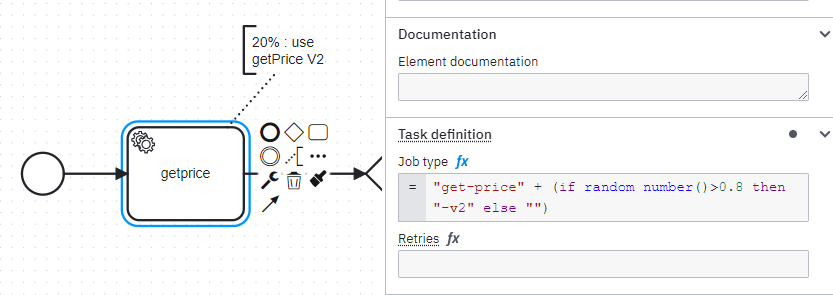 20% : use
getPrice V2
getprice
Documentation
Element documentation
Task definition
Job type fx
= "get-price" + (if random number()>0.8 then
"-v2" else "")
Retries fx